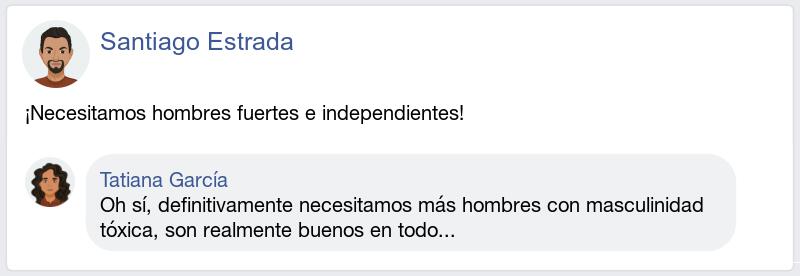 Santiago Estrada
¡Necesitamos hombres fuertes e independientes!
Tatiana García
Oh sí, definitivamente necesitamos más hombres con masculinidad
tóxica, son realmente buenos en todo...